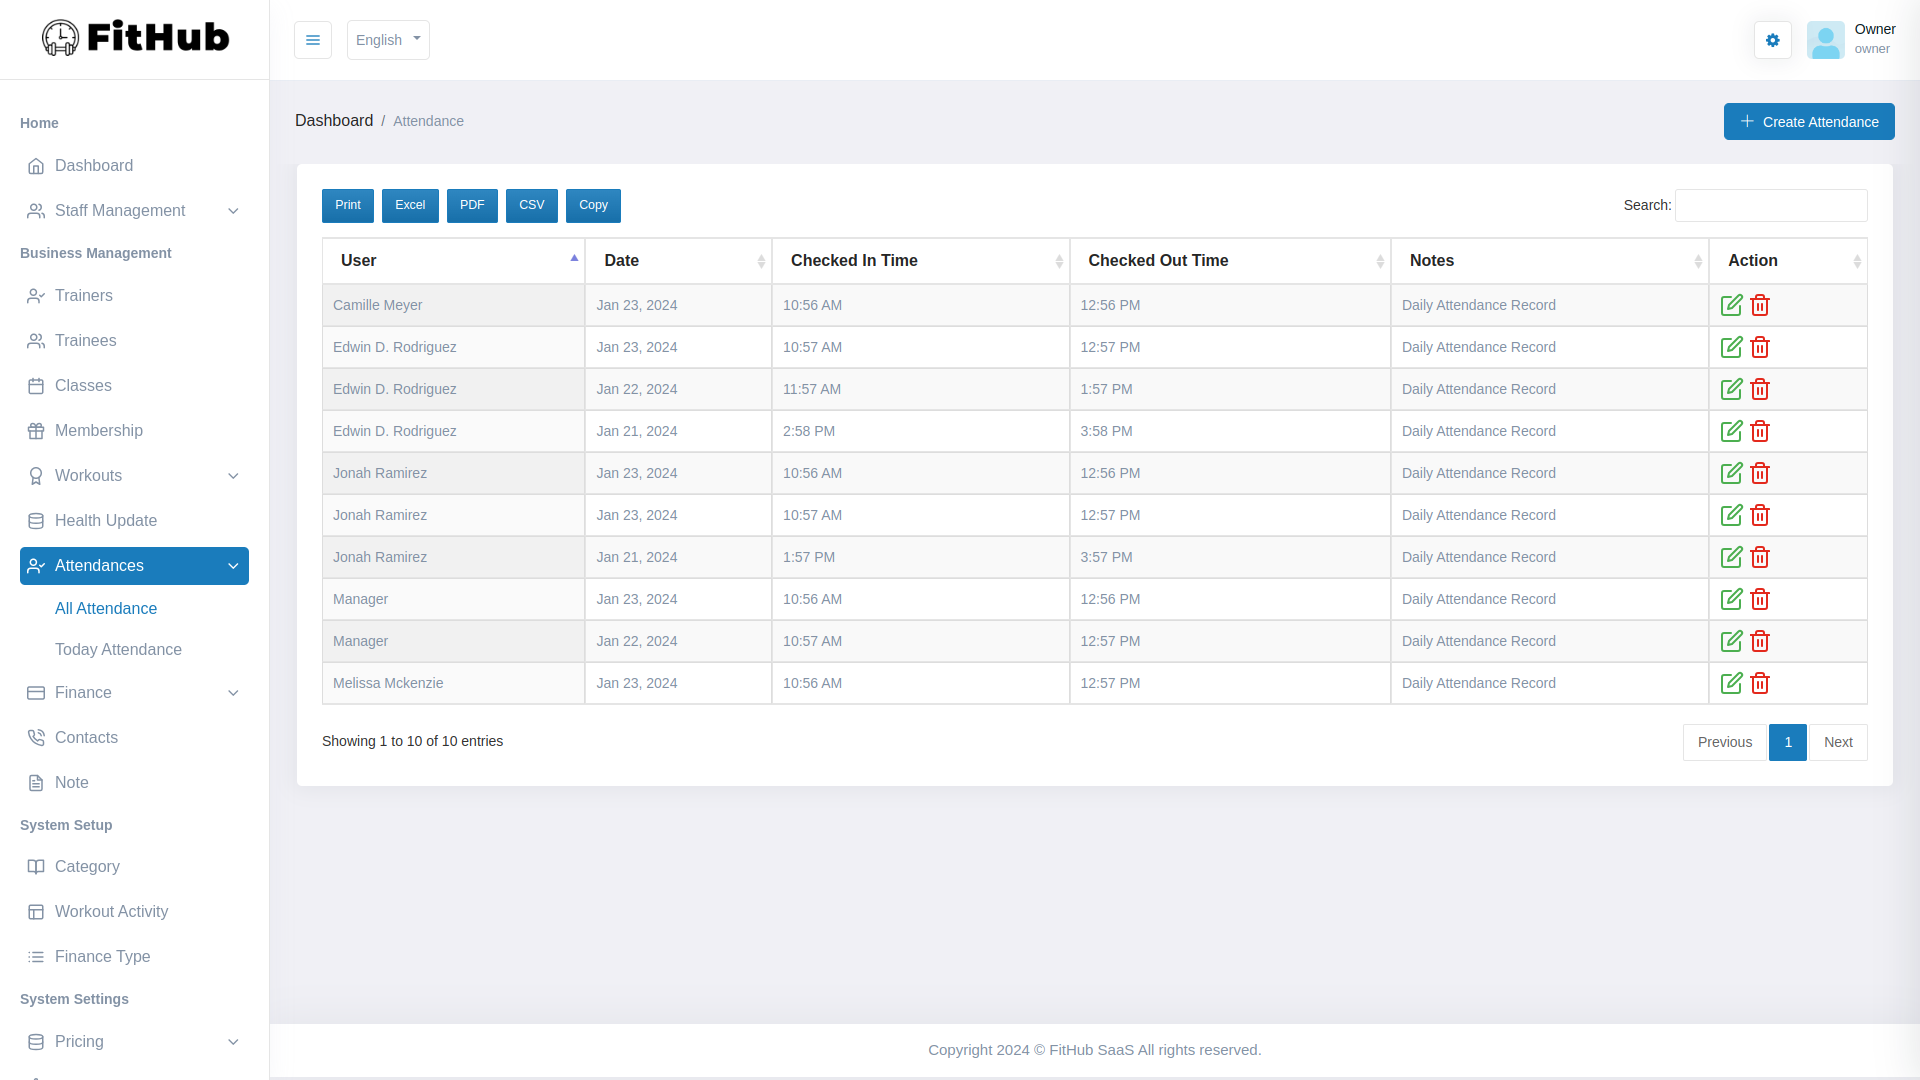 FitHub
English
Owner
owner
Home
Dashboard
Staff Management
Business Management
Trainers
Trainees
Classes
Membership
Workouts
Health Update
Attendances
All Attendance
Today Attendance
Finance
Contacts
Note
System Setup
Category
Workout Activity
Finance Type
System Settings
Pricing
Dashboard / Attendance
Create Attendance
Print Excel PDF CSV Copy
Search:
User Date Checked In Time Checked Out Time Notes Action
Camille Meyer Jan 23, 2024 10:56 AM 12:56 PM Daily Attendance Record
Edwin D. Rodriguez Jan 23, 2024 10:57 AM 12:57 PM Daily Attendance Record
Edwin D. Rodriguez Jan 22, 2024 11:57 AM 1:57 PM Daily Attendance Record
Edwin D. Rodriguez Jan 21, 2024 2:58 PM 3:58 PM Daily Attendance Record
Jonah Ramirez Jan 23, 2024 10:56 AM 12:56 PM Daily Attendance Record
Jonah Ramirez Jan 23, 2024 10:57 AM 12:57 PM Daily Attendance Record
Jonah Ramirez Jan 21, 2024 1:57 PM 3:57 PM Daily Attendance Record
Manager Jan 23, 2024 10:56 AM 12:56 PM Daily Attendance Record
Manager Jan 22, 2024 10:57 AM 12:57 PM Daily Attendance Record
Melissa Mckenzie Jan 23, 2024 10:56 AM 12:57 PM Daily Attendance Record
Showing 1 to 10 of 10 entries
Previous 1 Next
Copyright 2024 © FitHub SaaS All rights reserved.